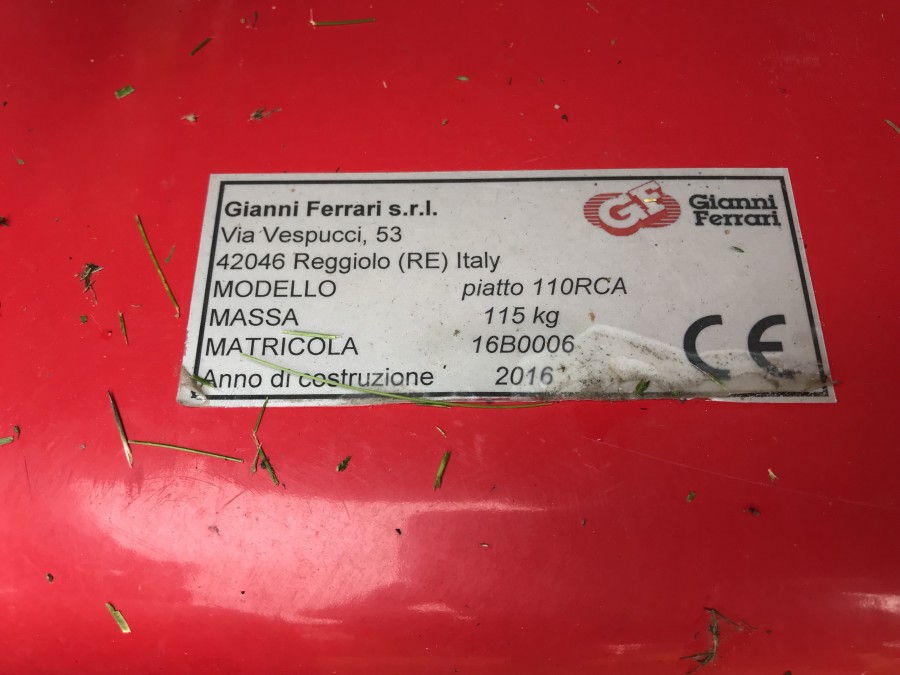 Gianni Ferrari s.r.l.
Via Vespucci, 53
42046 Reggiolo (RE) Italy
MODELLO piatto 110RCA
MASSA 115 kg
MATRICOLA 16B0006
Anno di costruzione 2016
GF Gianni
Ferrari
CE